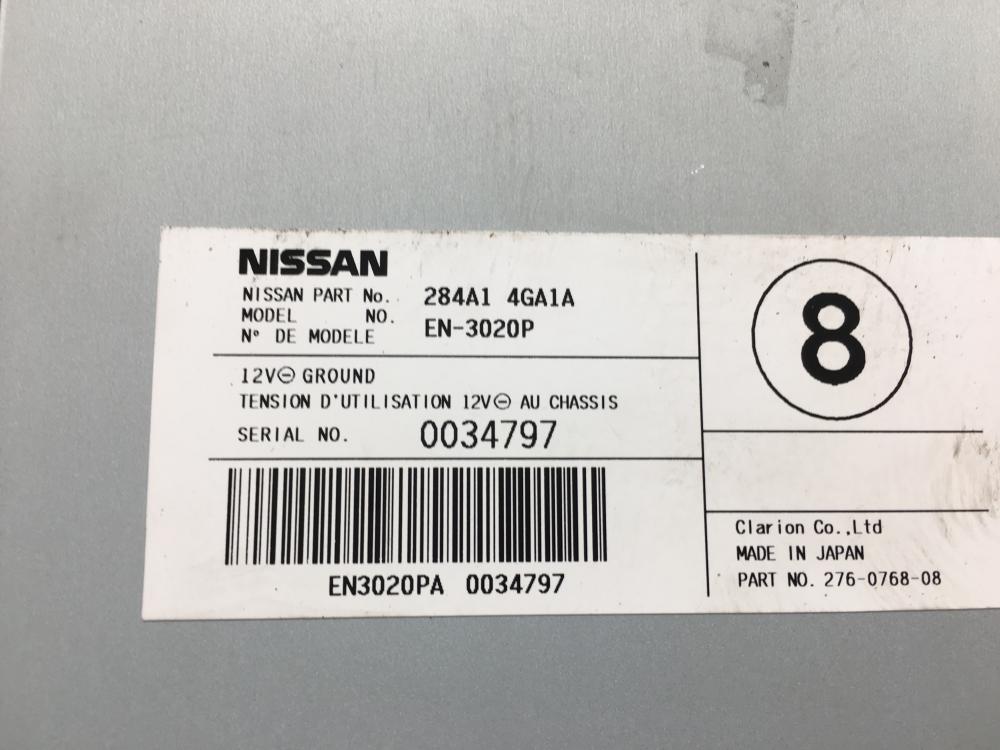 NISSAN
NISSAN PART No. 284A1 4GA1A
MODEL NO. EN-3020P
N° DE MODELE
12V⊖ GROUND
TENSION D'UTILISATION 12V⊖ AU CHASSIS
SERIAL NO. 0034797
EN3020PA 0034797
8
Clarion Co.,Ltd
MADE IN JAPAN
PART NO. 276-0768-08